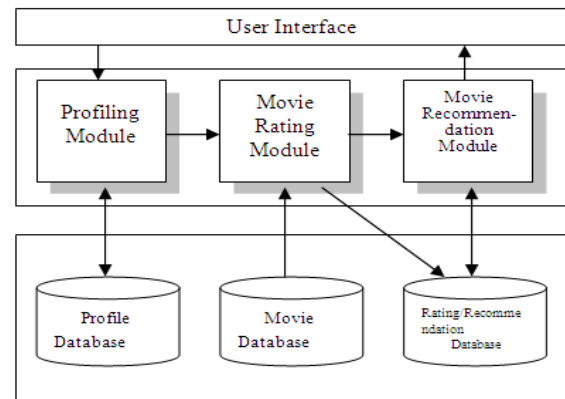 User Interface
Profiling
Module
Movie
Rating
Module
Movie
Recommen-
dation
Module
Profile
Database
Movie
Database
Rating/Recomme
ndation
Database